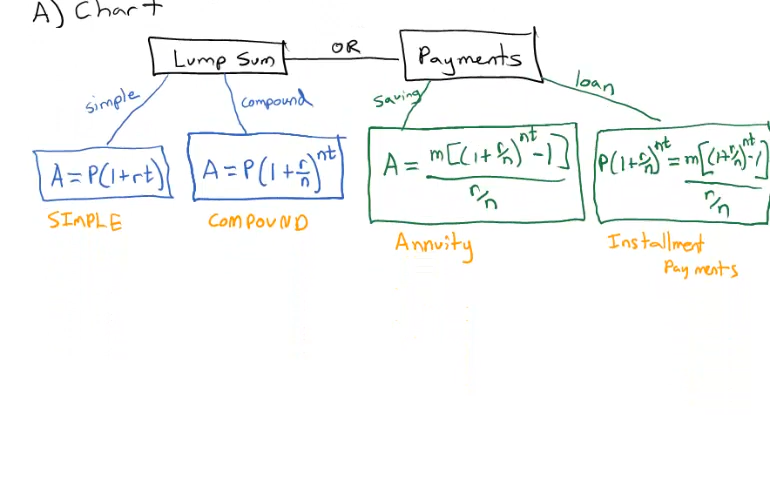 A) Chart
Lump Sum OR Payments
simple compound saving loan
A = P(1+rt)
A = P(1 + r/n)^nt
A = m[(1 + r/n)^nt - 1] / r/n
P(1 + r/n)^nt = m[(1 + r/n)^nt - 1] / r/n
SIMPLE COMPOUND Annuity Installment
Payments